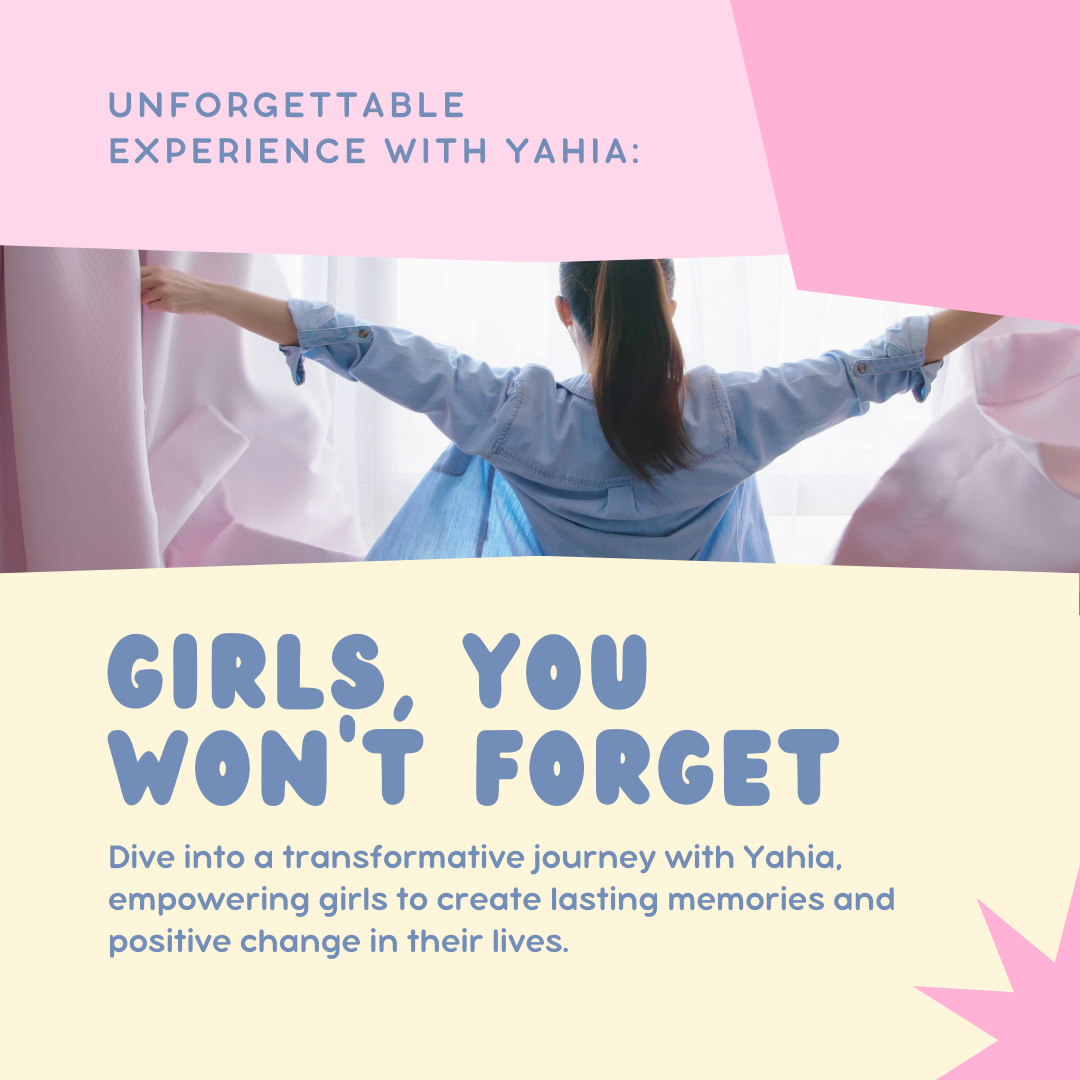 UNFORGETTABLE
EXPERIENCE WITH YAHIA:
GIRLS, YOU
WON'T FORGET
Dive into a transformative journey with Yahia,
empowering girls to create lasting memories and
positive change in their lives.